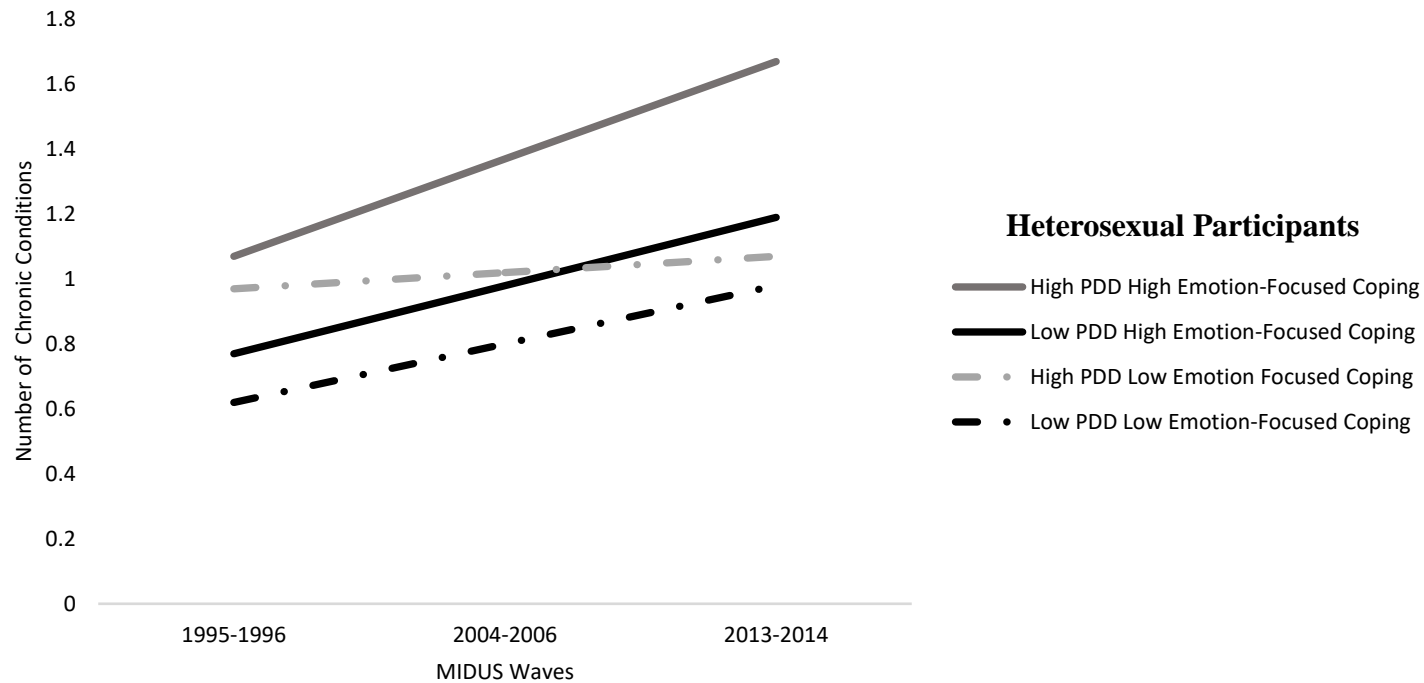 1.8
1.6
1.4
1.2
1
0.8
0.6
0.4
0.2
0
Number of Chronic Conditions
1995-1996
2004-2006
2013-2014
MIDUS Waves
Heterosexual Participants
High PDD High Emotion-Focused Coping
Low PDD High Emotion-Focused Coping
High PDD Low Emotion Focused Coping
Low PDD Low Emotion-Focused Coping